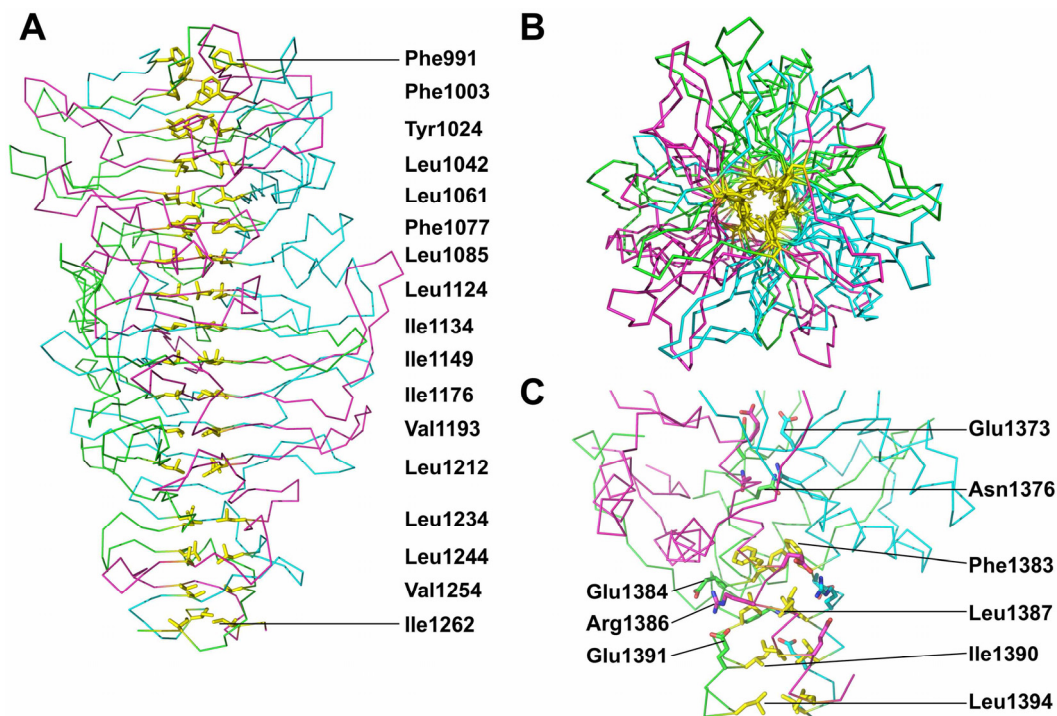 A
Phe991
Phe1003
Tyr1024
Leu1042
Leu1061
Phe1077
Leu1085
Leu1124
Ile1134
Ile1149
Ile1176
Val1193
Leu1212
Leu1234
Leu1244
Val1254
Ile1262
B
C
Glu1373
Asn1376
Phe1383
Glu1384
Arg1386
Leu1387
Glu1391
Ile1390
Leu1394